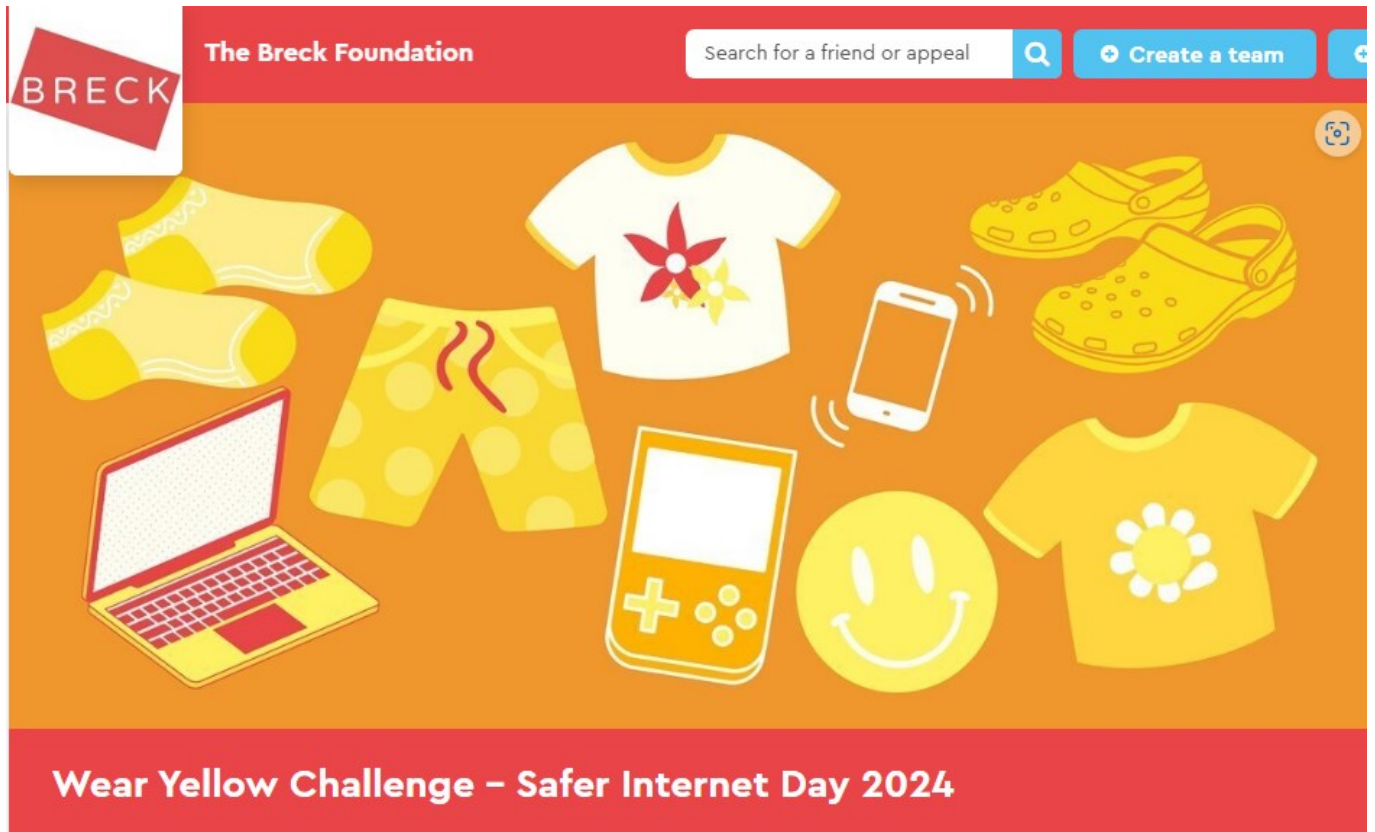 BRECK
The Breck Foundation
Search for a friend or appeal
Create a team
Wear Yellow Challenge – Safer Internet Day 2024